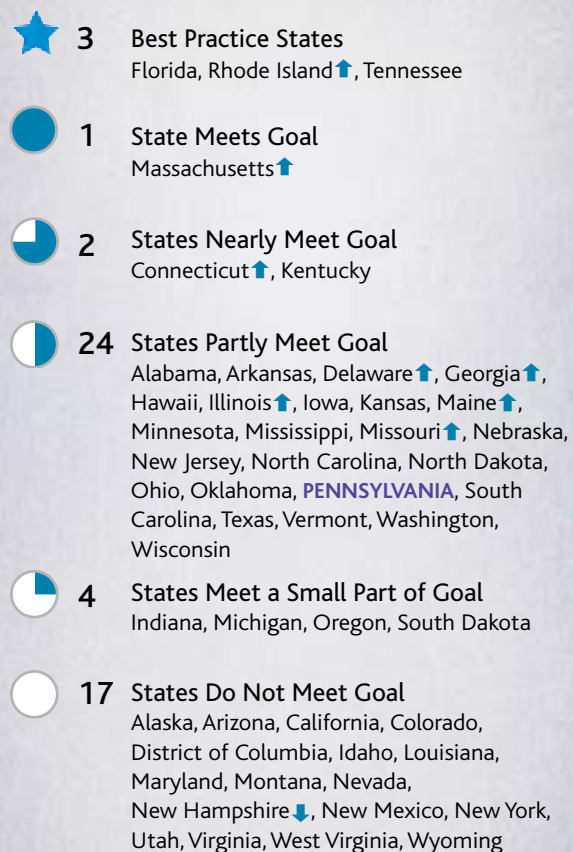 3 Best Practice States
Florida, Rhode Island⬆, Tennessee
1 State Meets Goal
Massachusetts⬆
2 States Nearly Meet Goal
Connecticut⬆, Kentucky
24 States Partly Meet Goal
Alabama, Arkansas, Delaware⬆, Georgia⬆,
Hawaii, Illinois⬆, Iowa, Kansas, Maine⬆,
Minnesota, Mississippi, Missouri⬆, Nebraska,
New Jersey, North Carolina, North Dakota,
Ohio, Oklahoma, PENNSYLVANIA, South
Carolina, Texas, Vermont, Washington,
Wisconsin
4 States Meet a Small Part of Goal
Indiana, Michigan, Oregon, South Dakota
17 States Do Not Meet Goal
Alaska, Arizona, California, Colorado,
District of Columbia, Idaho, Louisiana,
Maryland, Montana, Nevada,
New Hampshire⬇, New Mexico, New York,
Utah, Virginia, West Virginia, Wyoming